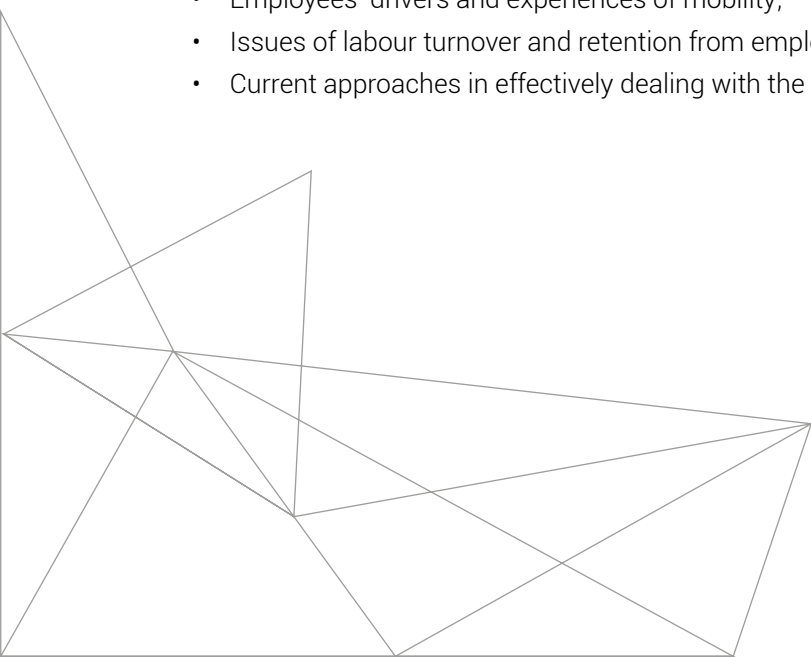 • Employees' drivers and experiences of mobility;
• Issues of labour turnover and retention from
• Current approaches in effectively dealing with the